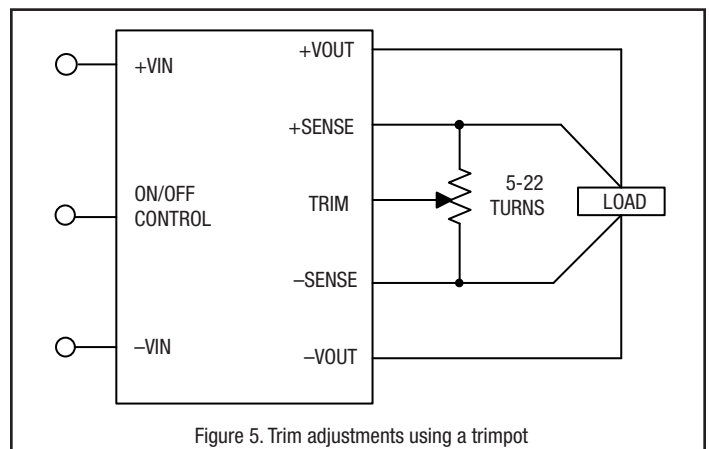 +VIN
+VOUT
+SENSE
ON/OFF
CONTROL
TRIM
5-22
TURNS
LOAD
–SENSE
–VIN
–VOUT
Figure 5. Trim adjustments using a trimpot